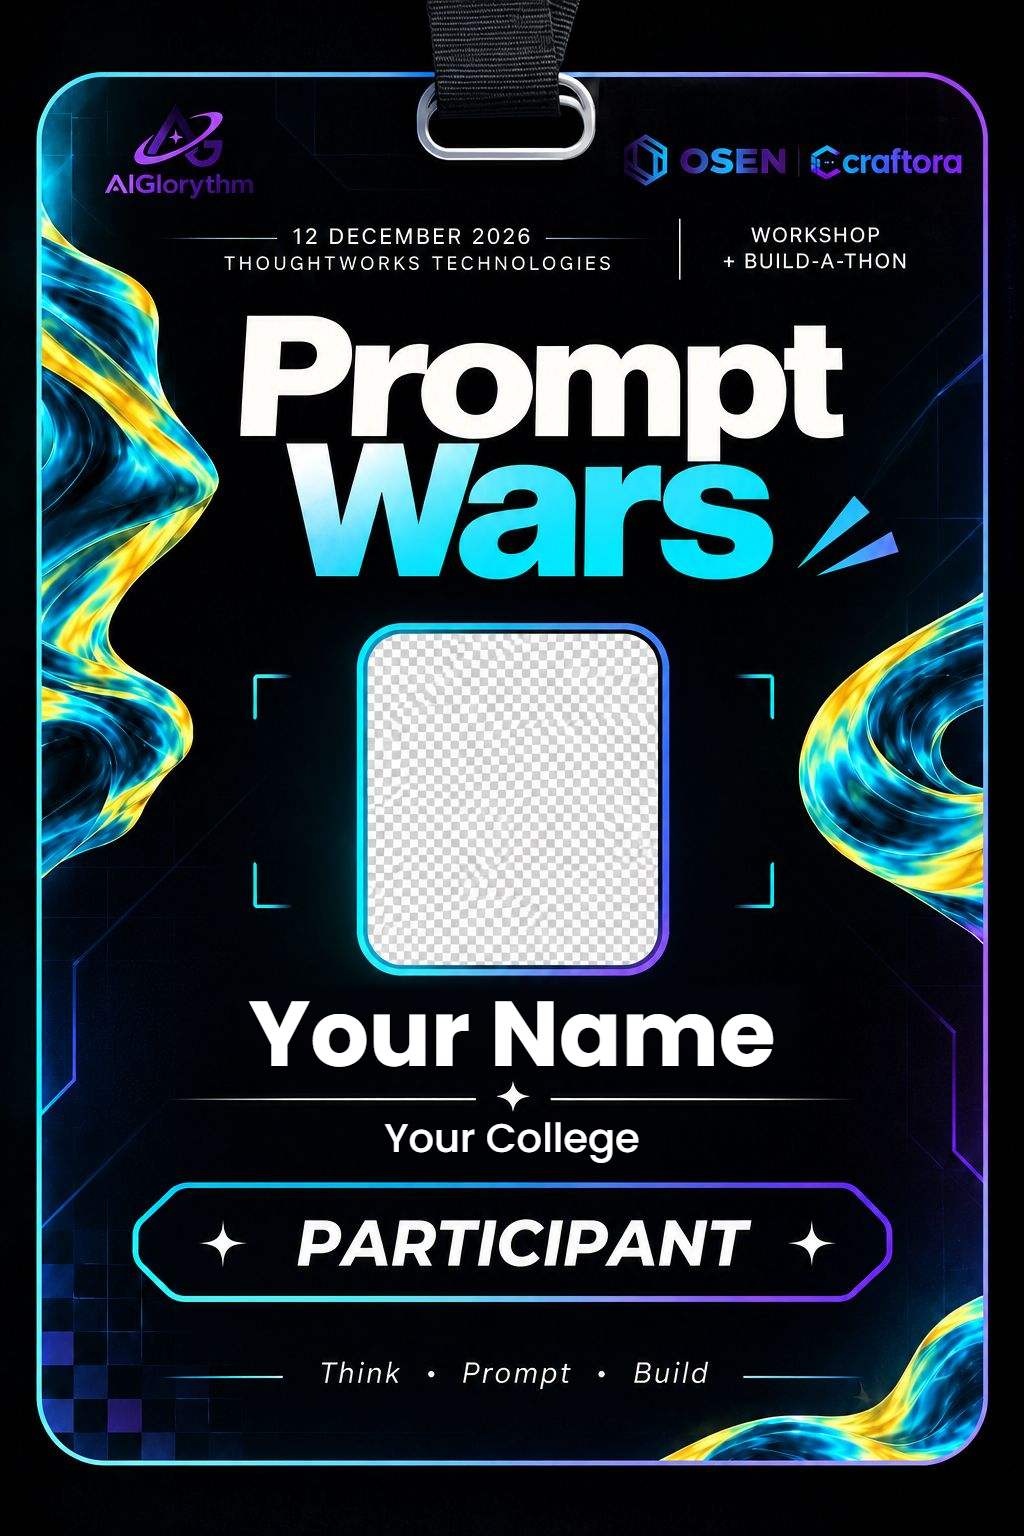 AIGlorythm
OSEN craftora
12 DECEMBER 2026
THOUGHTWORKS TECHNOLOGIES
WORKSHOP
+ BUILD-A-THON
Prompt
Wars
Your Name
Your College
PARTICIPANT
Think • Prompt • Build